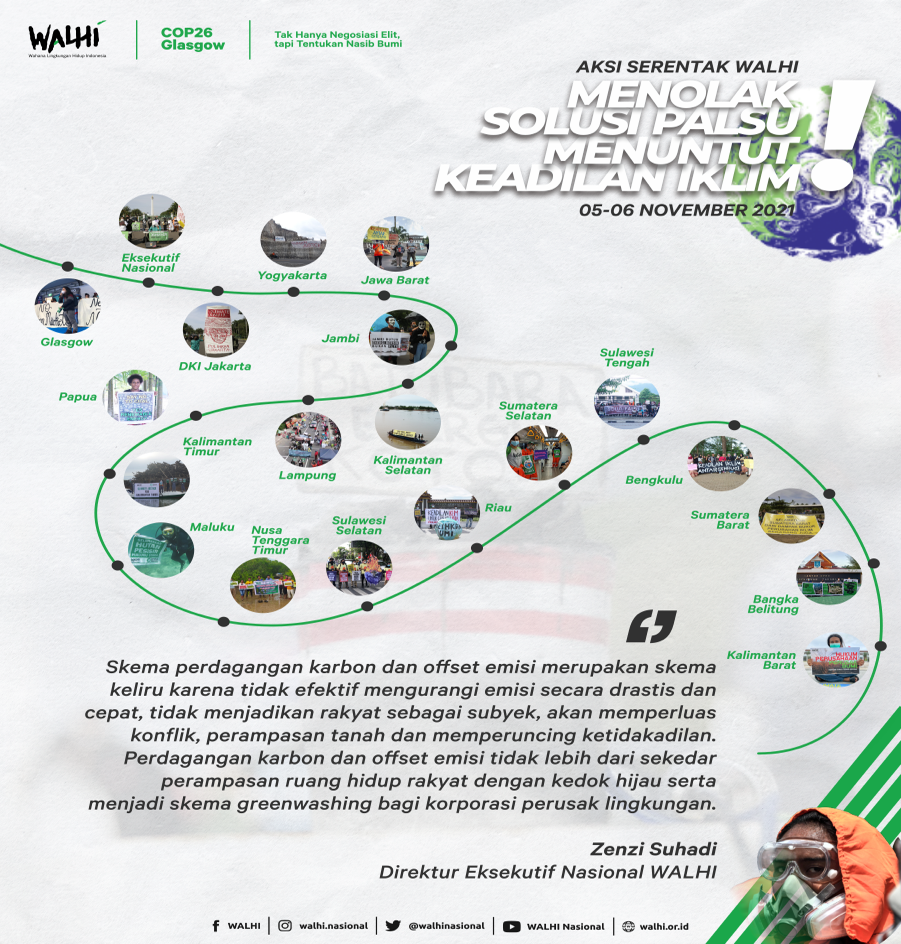 WALHI
Wahana Lingkungan Hidup Indonesia
COP26
Glasgow
Tak Hanya Negosiasi Elit,
tapi Tentukan Nasib Bumi
AKSI SERENTAK WALHI
MENOLAK
SOLUSI PALSU
MENUNTUT
KEADILAN IKLIM
!
05-06 NOVEMBER 2021
Eksekutif
Nasional
Yogyakarta
Jawa Barat
Glasgow
DKI Jakarta
Jambi
Papua
Kalimantan
Timur
Lampung
Kalimantan
Selatan
Sumatera
Selatan
Sulawesi
Tengah
Bengkulu
KEADILAN IKLIM
Maluku
Nusa
Tenggara
Timur
Sulawesi
Selatan
Riau
Sumatera
Barat
Bangka
Belitung
Kalimantan
Barat
Skema perdagangan karbon dan offset emisi merupakan skema
keliru karena tidak efektif mengurangi emisi secara drastis dan
cepat, tidak menjadikan rakyat sebagai subyek, akan memperluas
konflik, perampasan tanah dan memperuncing ketidakadilan.
Perdagangan karbon dan offset emisi tidak lebih dari sekedar
perampasan ruang hidup rakyat dengan kedok hijau serta
menjadi skema greenwashing bagi korporasi perusak lingkungan.
Zenzi Suhadi
Direktur Eksekutif Nasional WALHI
WALHI | walhi.nasional | @walhinasional | WALHI Nasional | walhi.or.id